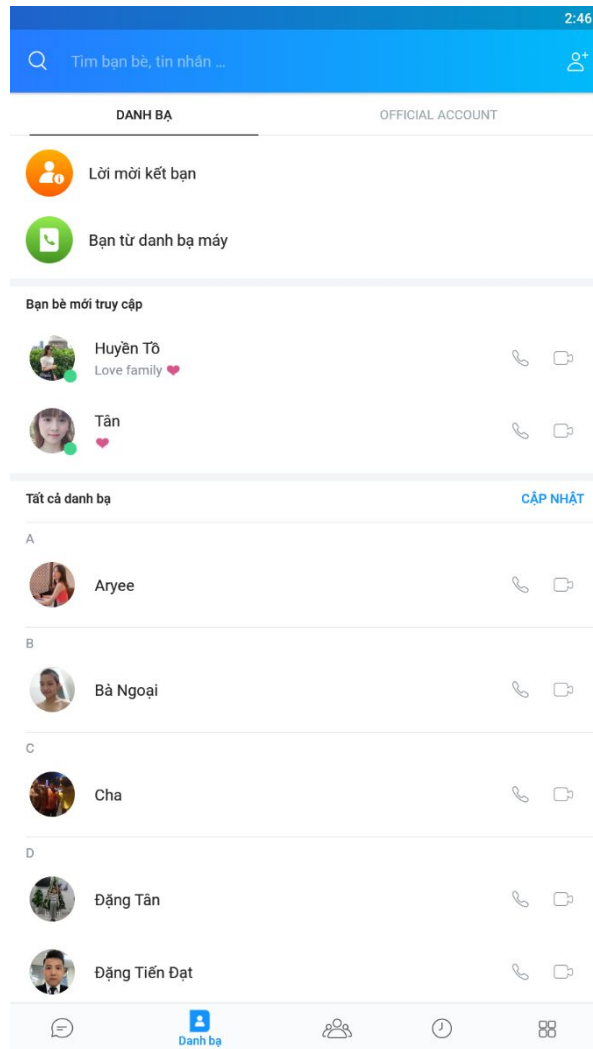 2:46
Tìm bạn bè, tin nhắn ...
DANH BẠ
OFFICIAL ACCOUNT
Lời mời kết bạn
Bạn từ danh bạ máy
Bạn bè mới truy cập
Huyền Tồ
Love family ❤
Tân
❤
Tất cả danh bạ
CẬP NHẬT
A
Aryee
B
Bà Ngoại
C
Cha
D
Đặng Tân
Đặng Tiến Đạt
Danh bạ